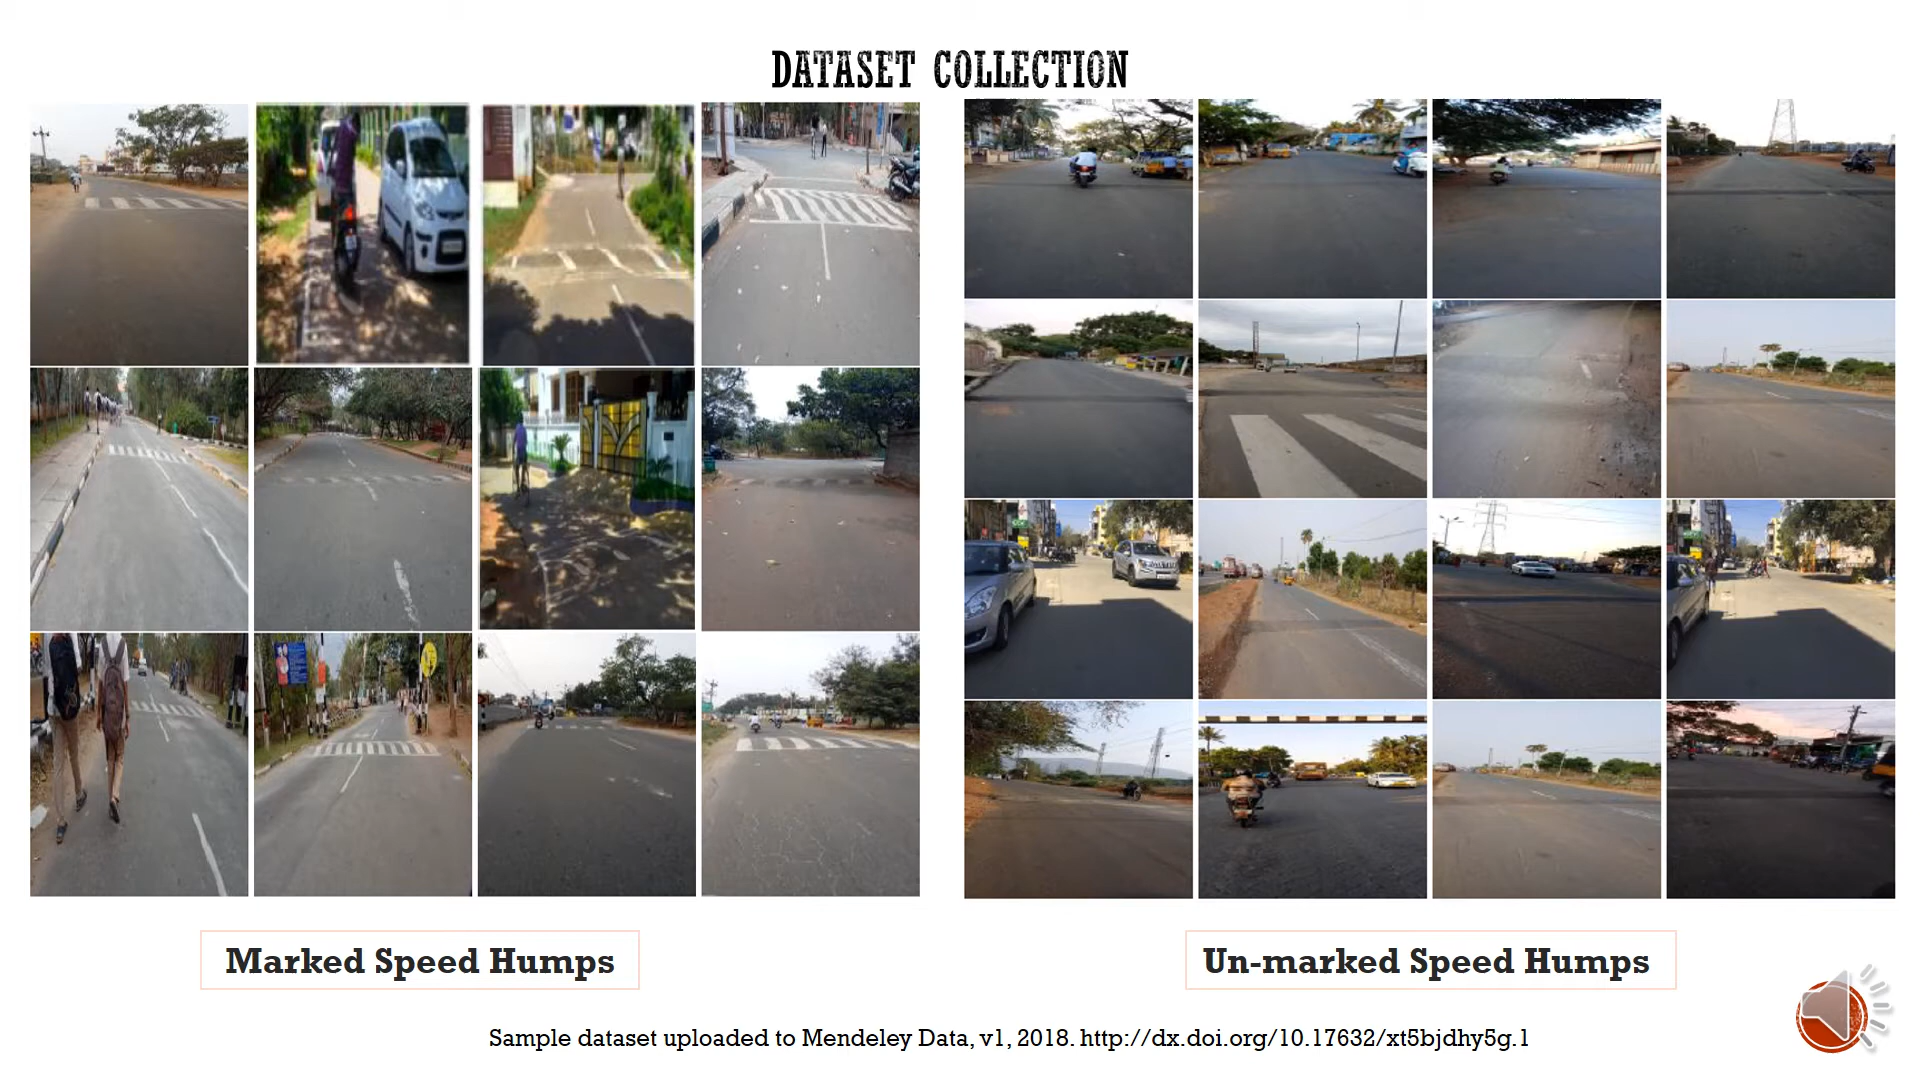 DATASET COLLECTION
Marked Speed Humps
Un-marked Speed Humps
Sample dataset uploaded to Mendeley Data, v1, 2018. http://dx.doi.org/10.17632/xt5bjdhy5g.1